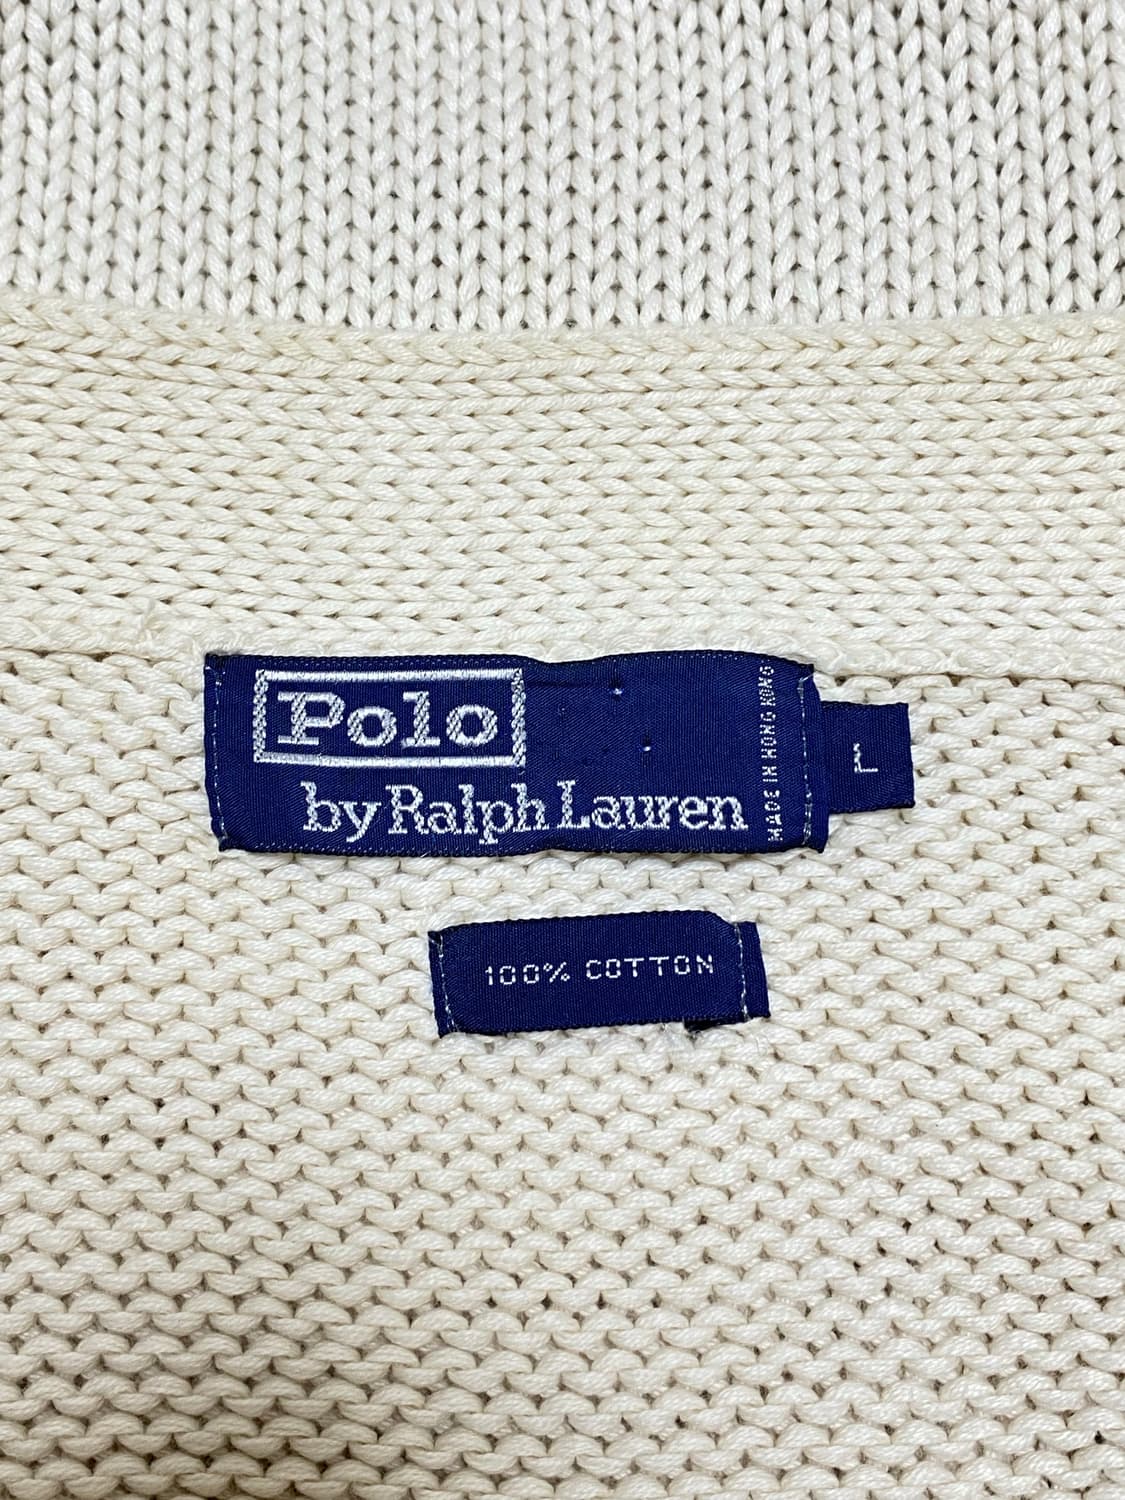 Polo
by Ralph Lauren
MADE IN HONG KONG
L
100% COTTON